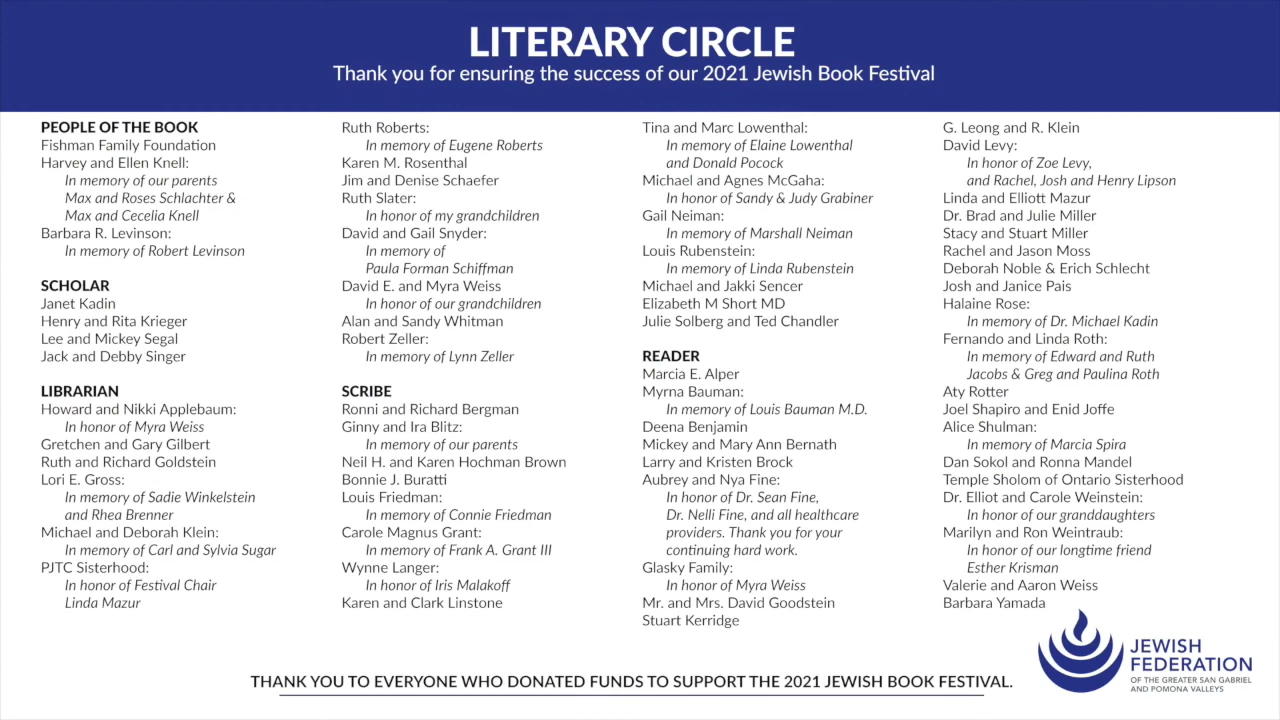 LITERARY CIRCLE
Thank you for ensuring the success of our 2021 Jewish Book Festival
PEOPLE OF THE BOOK
Fishman Family Foundation
Harvey and Ellen Knell:
In memory of our parents
Max and Roses Schlachter &
Max and Cecelia Knell
Barbara R. Levinson:
In memory of Robert Levinson
SCHOLAR
Janet Kadin
Henry and Rita Krieger
Lee and Mickey Segal
Jack and Debby Singer
LIBRARIAN
Howard and Nikki Applebaum:
In honor of Myra Weiss
Gretchen and Gary Gilbert
Ruth and Richard Goldstein
Lori E. Gross:
In memory of Sadie Winkelstein
and Rhea Brenner
Michael and Deborah Klein:
In memory of Carl and Sylvia Sugar
PJTC Sisterhood:
In honor of Festival Chair
Linda Mazur
Ruth Roberts:
In memory of Eugene Roberts
Karen M. Rosenthal
Jim and Denise Schaefer
Ruth Slater:
In honor of my grandchildren
David and Gail Snyder:
In memory of
Paula Forman Schiffman
David E. and Myra Weiss
In honor of our grandchildren
Alan and Sandy Whitman
Robert Zeller:
In memory of Lynn Zeller
SCRIBE
Ronni and Richard Bergman
Ginny and Ira Blitz:
In memory of our parents
Neil H. and Karen Hochman Brown
Bonnie J. Buratti
Louis Friedman:
In memory of Connie Friedman
Carole Magnus Grant:
In memory of Frank A. Grant III
Wynne Langer:
In honor of Iris Malakoff
Karen and Clark Linstone
Tina and Marc Lowenthal:
In memory of Elaine Lowenthal
and Donald Pocock
Michael and Agnes McGaha:
In honor of Sandy & Judy Grabiner
Gail Neiman:
In memory of Marshall Neiman
Louis Rubenstein:
In memory of Linda Rubenstein
Michael and Jakki Sencer
Elizabeth M Short MD
Julie Solberg and Ted Chandler
READER
Marcia E. Alper
Myrna Bauman:
In memory of Louis Bauman M.D.
Deena Benjamin
Mickey and Mary Ann Bernath
Larry and Kristen Brock
Aubrey and Nya Fine:
In honor of Dr. Sean Fine,
Dr. Nelli Fine, and all healthcare
providers. Thank you for your
continuing hard work.
Glasky Family:
In honor of Myra Weiss
Mr. and Mrs. David Goodstein
Stuart Kerridge
G. Leong and R. Klein
David Levy:
In honor of Zoe Levy,
and Rachel, Josh and Henry Lipson
Linda and Elliott Mazur
Dr. Brad and Julie Miller
Stacy and Stuart Miller
Rachel and Jason Moss
Deborah Noble & Erich Schlecht
Josh and Janice Pais
Halaine Rose:
In memory of Dr. Michael Kadin
Fernando and Linda Roth:
In memory of Edward and Ruth
Jacobs & Greg and Paulina Roth
Aty Rotter
Joel Shapiro and Enid Joffe
Alice Shulman:
In memory of Marcia Spira
Dan Sokol and Ronna Mandel
Temple Sholom of Ontario Sisterhood
Dr. Elliot and Carole Weinstein:
In honor of our granddaughters
Marilyn and Ron Weintraub:
In honor of our longtime friend
Esther Krisman
Valerie and Aaron Weiss
Barbara Yamada
THANK YOU TO EVERYONE WHO DONATED FUNDS TO SUPPORT THE 2021 JEWISH BOOK FESTIVAL.
JEWISH
FEDERATION
OF THE GREATER SAN GABRIEL
AND POMONA VALLEYS